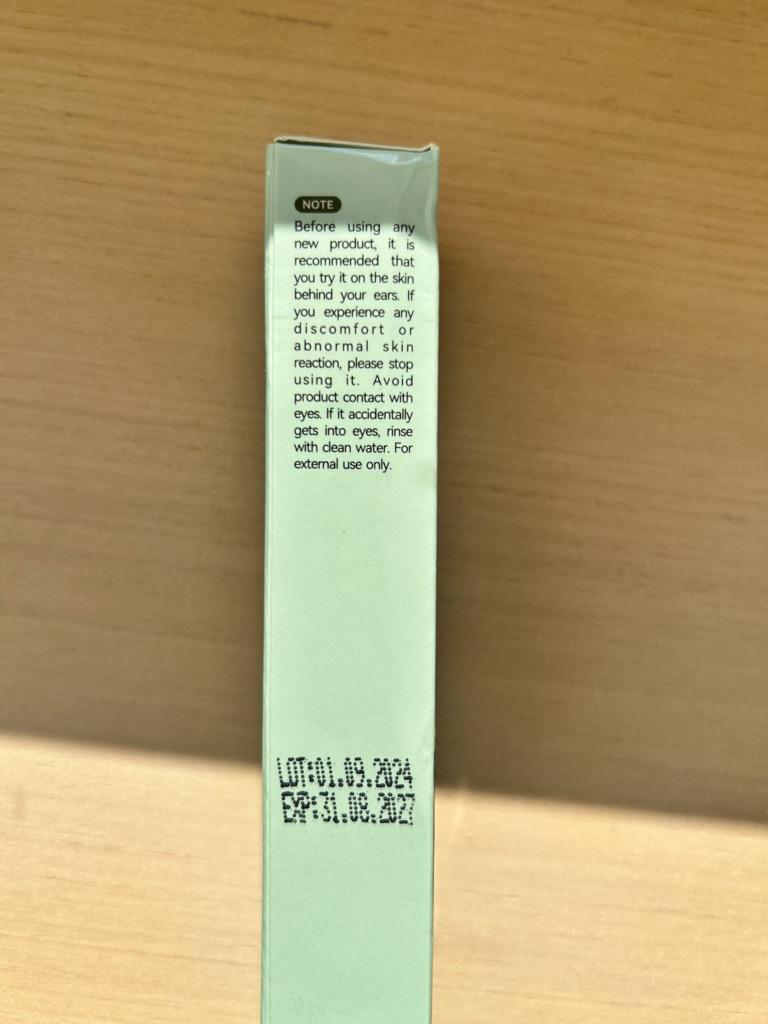 NOTE
Before using any
new product, it is
recommended that
you try it on the skin
behind your ears. If
you experience any
discomfort or
abnormal skin
reaction, please stop
using it. Avoid
product contact with
eyes. If it accidentally
gets into eyes, rinse
with clean water. For
external use only.
LOT:01.09.2024
EXP:31.08.2027